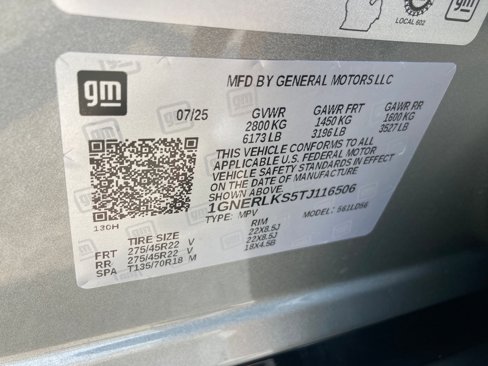 gm
LOCAL 602
gm
MFD BY GENERAL MOTORS LLC
07/25 GVWR GAWR FRT GAWR RR
2800 KG 1450 KG 1600 KG
6173 LB 3196 LB 3527 LB
THIS VEHICLE CONFORMS TO ALL
APPLICABLE U.S. FEDERAL MOTOR
VEHICLE SAFETY STANDARDS IN EFFECT
ON THE DATE OF MANUFACTURE
SHOWN ABOVE.
1GNERLKS5TJ116506
TYPE: MPV MODEL: 561LD56
130H
TIRE SIZE RIM
FRT 275/45R22 V 22X8.5J
RR 275/45R22 V 22X8.5J
SPA T135/70R18 M 18X4.5B